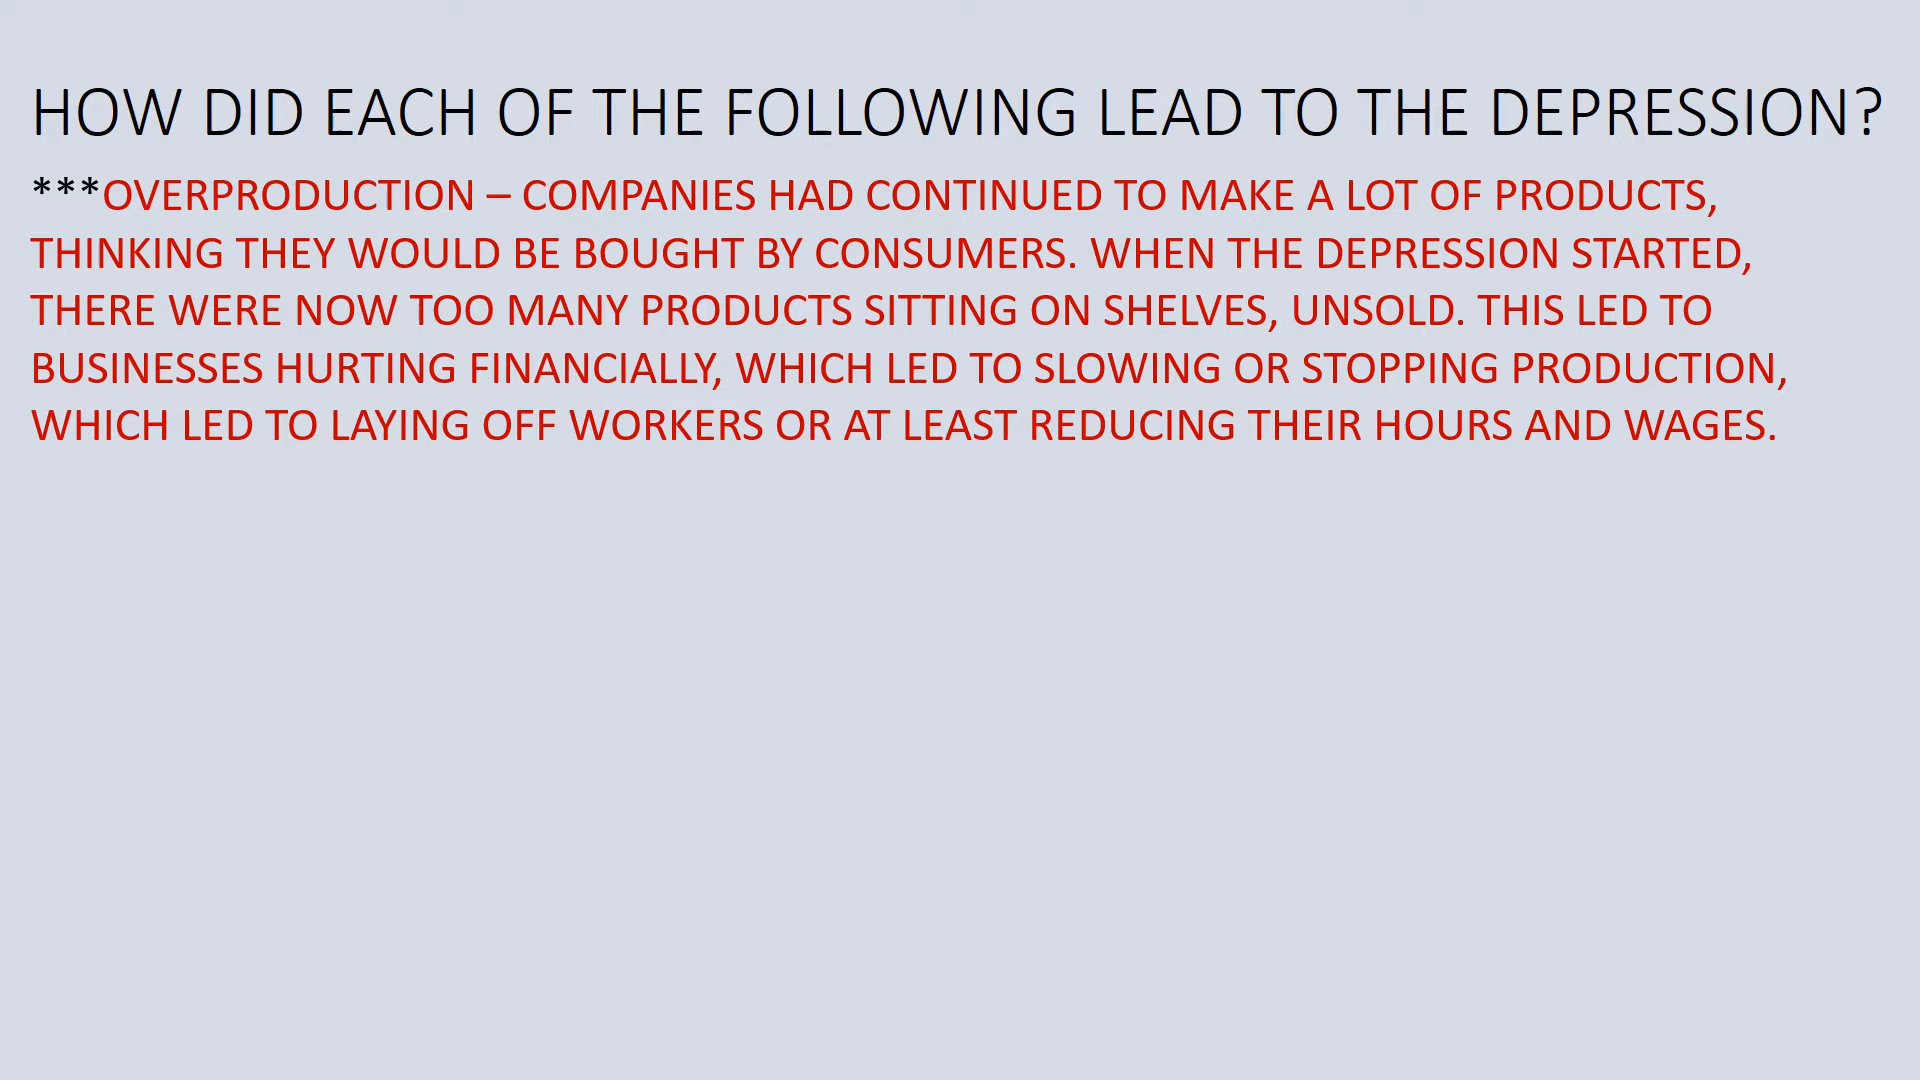 HOW DID EACH OF THE FOLLOWING LEAD TO THE DEPRESSION?
***OVERPRODUCTION – COMPANIES HAD CONTINUED TO MAKE A LOT OF PRODUCTS,
THINKING THEY WOULD BE BOUGHT BY CONSUMERS. WHEN THE DEPRESSION STARTED,
THERE WERE NOW TOO MANY PRODUCTS SITTING ON SHELVES, UNSOLD. THIS LED TO
BUSINESSES HURTING FINANCIALLY, WHICH LED TO SLOWING OR STOPPING PRODUCTION,
WHICH LED TO LAYING OFF WORKERS OR AT LEAST REDUCING THEIR HOURS AND WAGES.